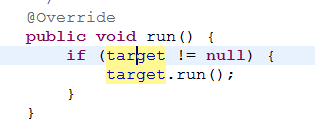 @Override
public void run() {
    if (target != null) {
        target.run();
    }
}